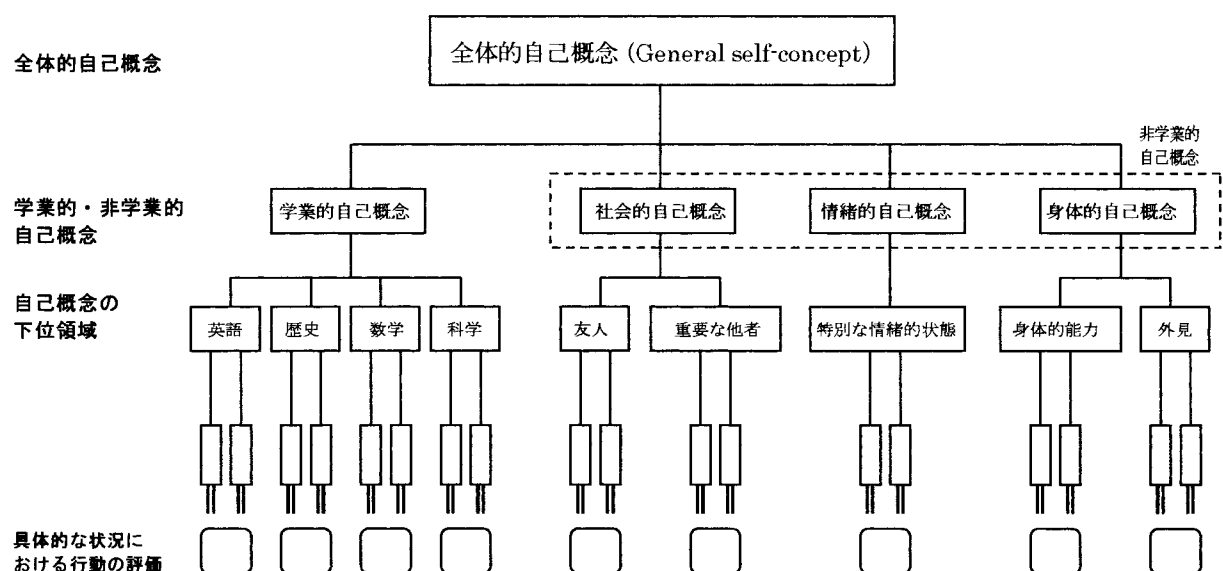 全体的自己概念
全体的自己概念 (General self-concept)
非学業的
自己概念
学業的・非学業的
自己概念
学業的自己概念
社会的自己概念
情緒的自己概念
身体的自己概念
自己概念の
下位領域
英語
歴史
数学
科学
友人
重要な他者
特別な情緒的状態
身体的能力
外見
具体的な状況に
おける行動の評価